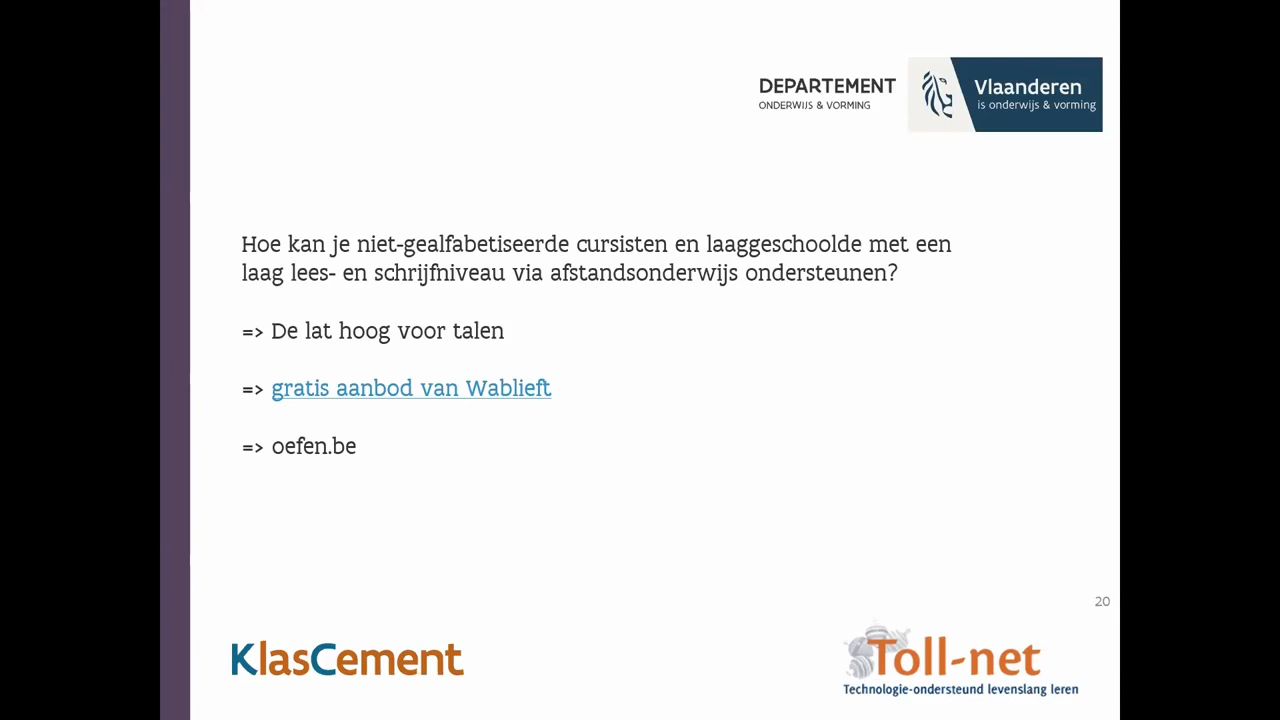 DEPARTEMENT
ONDERWIJS & VORMING
Vlaanderen
is onderwijs & vorming
Hoe kan je niet-gealfabetiseerde cursisten en laaggeschoolde met een
laag lees- en schrijfniveau via afstandsonderwijs ondersteunen?
=> De lat hoog voor talen
=> gratis aanbod van Wablieft
=> oefen.be
20
KlasCement
Toll-net
Technologie-ondersteund levenslang leren